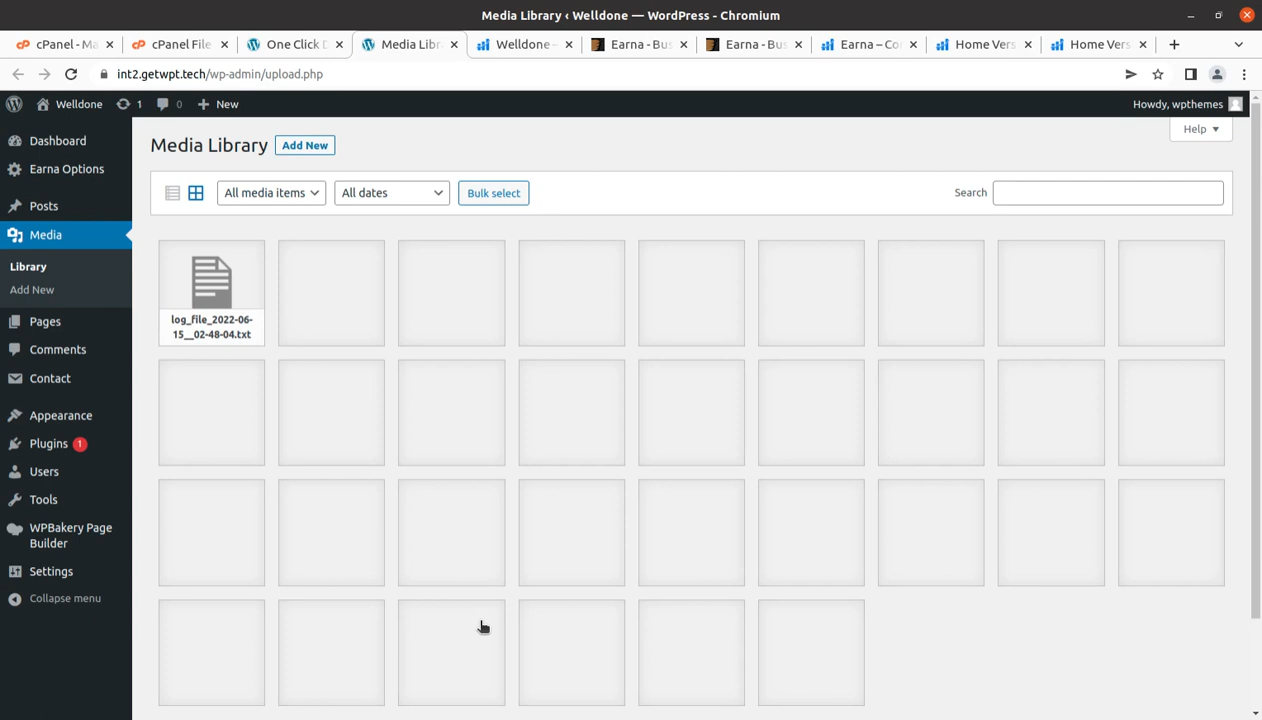 Media Library ‹ Welldone — WordPress - Chromium
cPanel - Ma
cPanel File
One Click D
Media Libr
Welldone –
Earna - Bus
Earna - Bus
Earna – Co
Home Vers
Home Vers
int2.getwpt.tech/wp-admin/upload.php
Welldone
1
0
New
Howdy, wpthemes
Dashboard
Earna Options
Posts
Media
Library
Add New
Pages
Comments
Contact
Appearance
Plugins 1
Users
Tools
WPBakery Page
Builder
Settings
Collapse menu
Help
Media Library
Add New
All media items
All dates
Bulk select
Search
log_file_2022-06-
15__02-48-04.txt